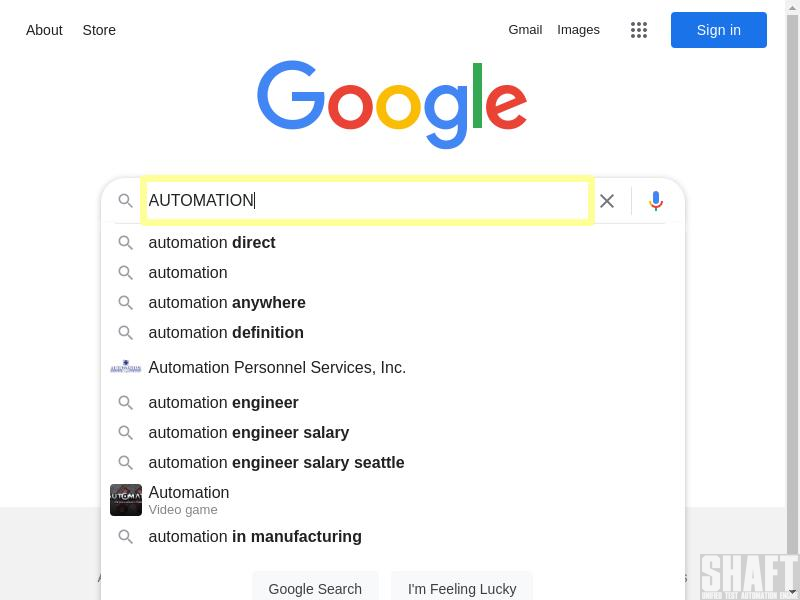 About Store Gmail Images Sign in
Google
AUTOMATION
automation direct
automation
automation anywhere
automation definition
Automation Personnel Services, Inc.
automation engineer
automation engineer salary
automation engineer salary seattle
Automation
Video game
automation in manufacturing
Google Search I'm Feeling Lucky
SHAFT